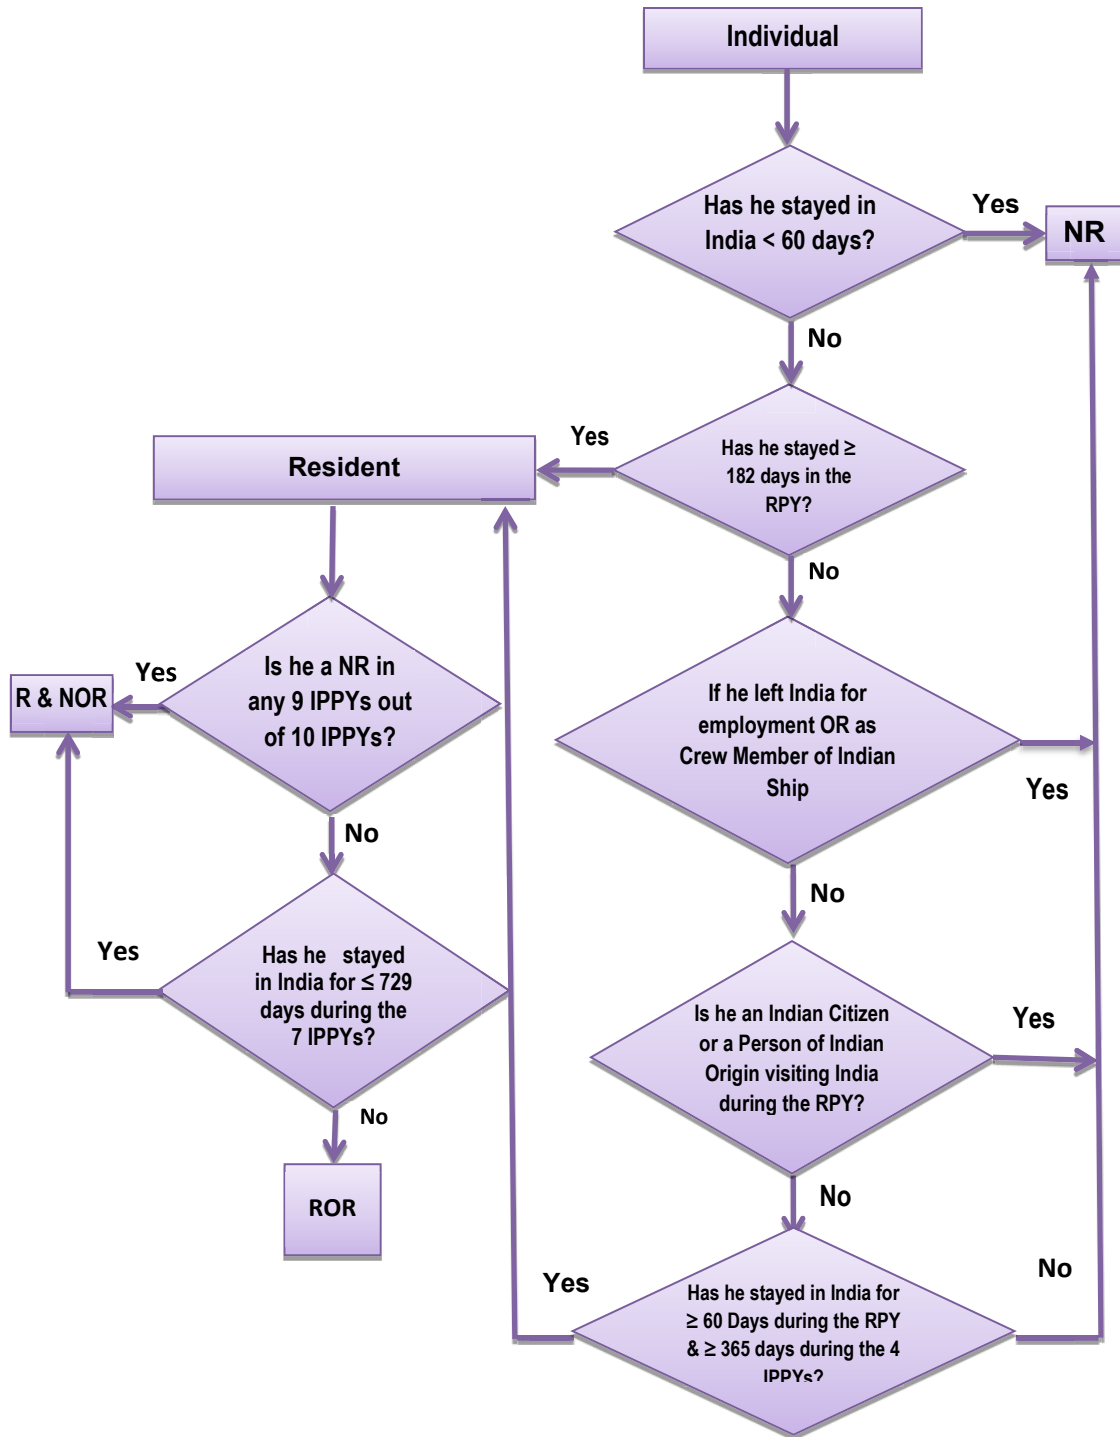 Individual
Has he stayed in
India < 60 days?
Yes
NR
No
Has he stayed ≥
182 days in the
RPY?
Yes
Resident
No
Is he a NR in
any 9 IPPYs out
of 10 IPPYs?
Yes
R & NOR
If he left India for
employment OR as
Crew Member of Indian
Ship
Yes
No
No
Has he stayed
in India for ≤ 729
days during the
7 IPPYs?
Yes
Is he an Indian Citizen
or a Person of Indian
Origin visiting India
during the RPY?
Yes
No
ROR
No
Has he stayed in India for
≥ 60 Days during the RPY
& ≥ 365 days during the 4
IPPYs?
Yes
No